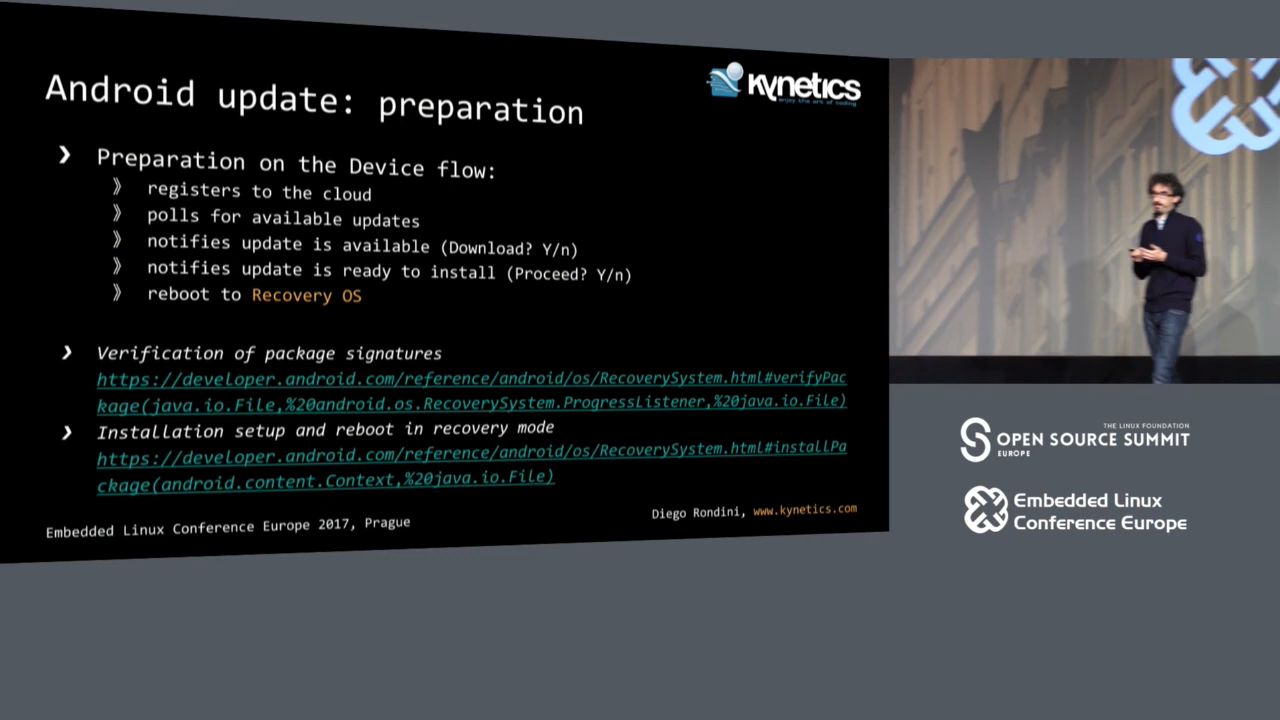 Android update: preparation
kynetics
enjoy the art of coding
❯ Preparation on the Device flow:
》 registers to the cloud
》 polls for available updates
》 notifies update is available (Download? Y/n)
》 notifies update is ready to install (Proceed? Y/n)
》 reboot to Recovery OS
❯ Verification of package signatures
https://developer.android.com/reference/android/os/RecoverySystem.html#verifyPac
kage(java.io.File,%20android.os.RecoverySystem.ProgressListener,%20java.io.File)
❯ Installation setup and reboot in recovery mode
https://developer.android.com/reference/android/os/RecoverySystem.html#installPa
ckage(android.content.Context,%20java.io.File)
Embedded Linux Conference Europe 2017, Prague
Diego Rondini, www.kynetics.com
THE LINUX FOUNDATION
OPEN SOURCE SUMMIT
EUROPE
Embedded Linux
Conference Europe